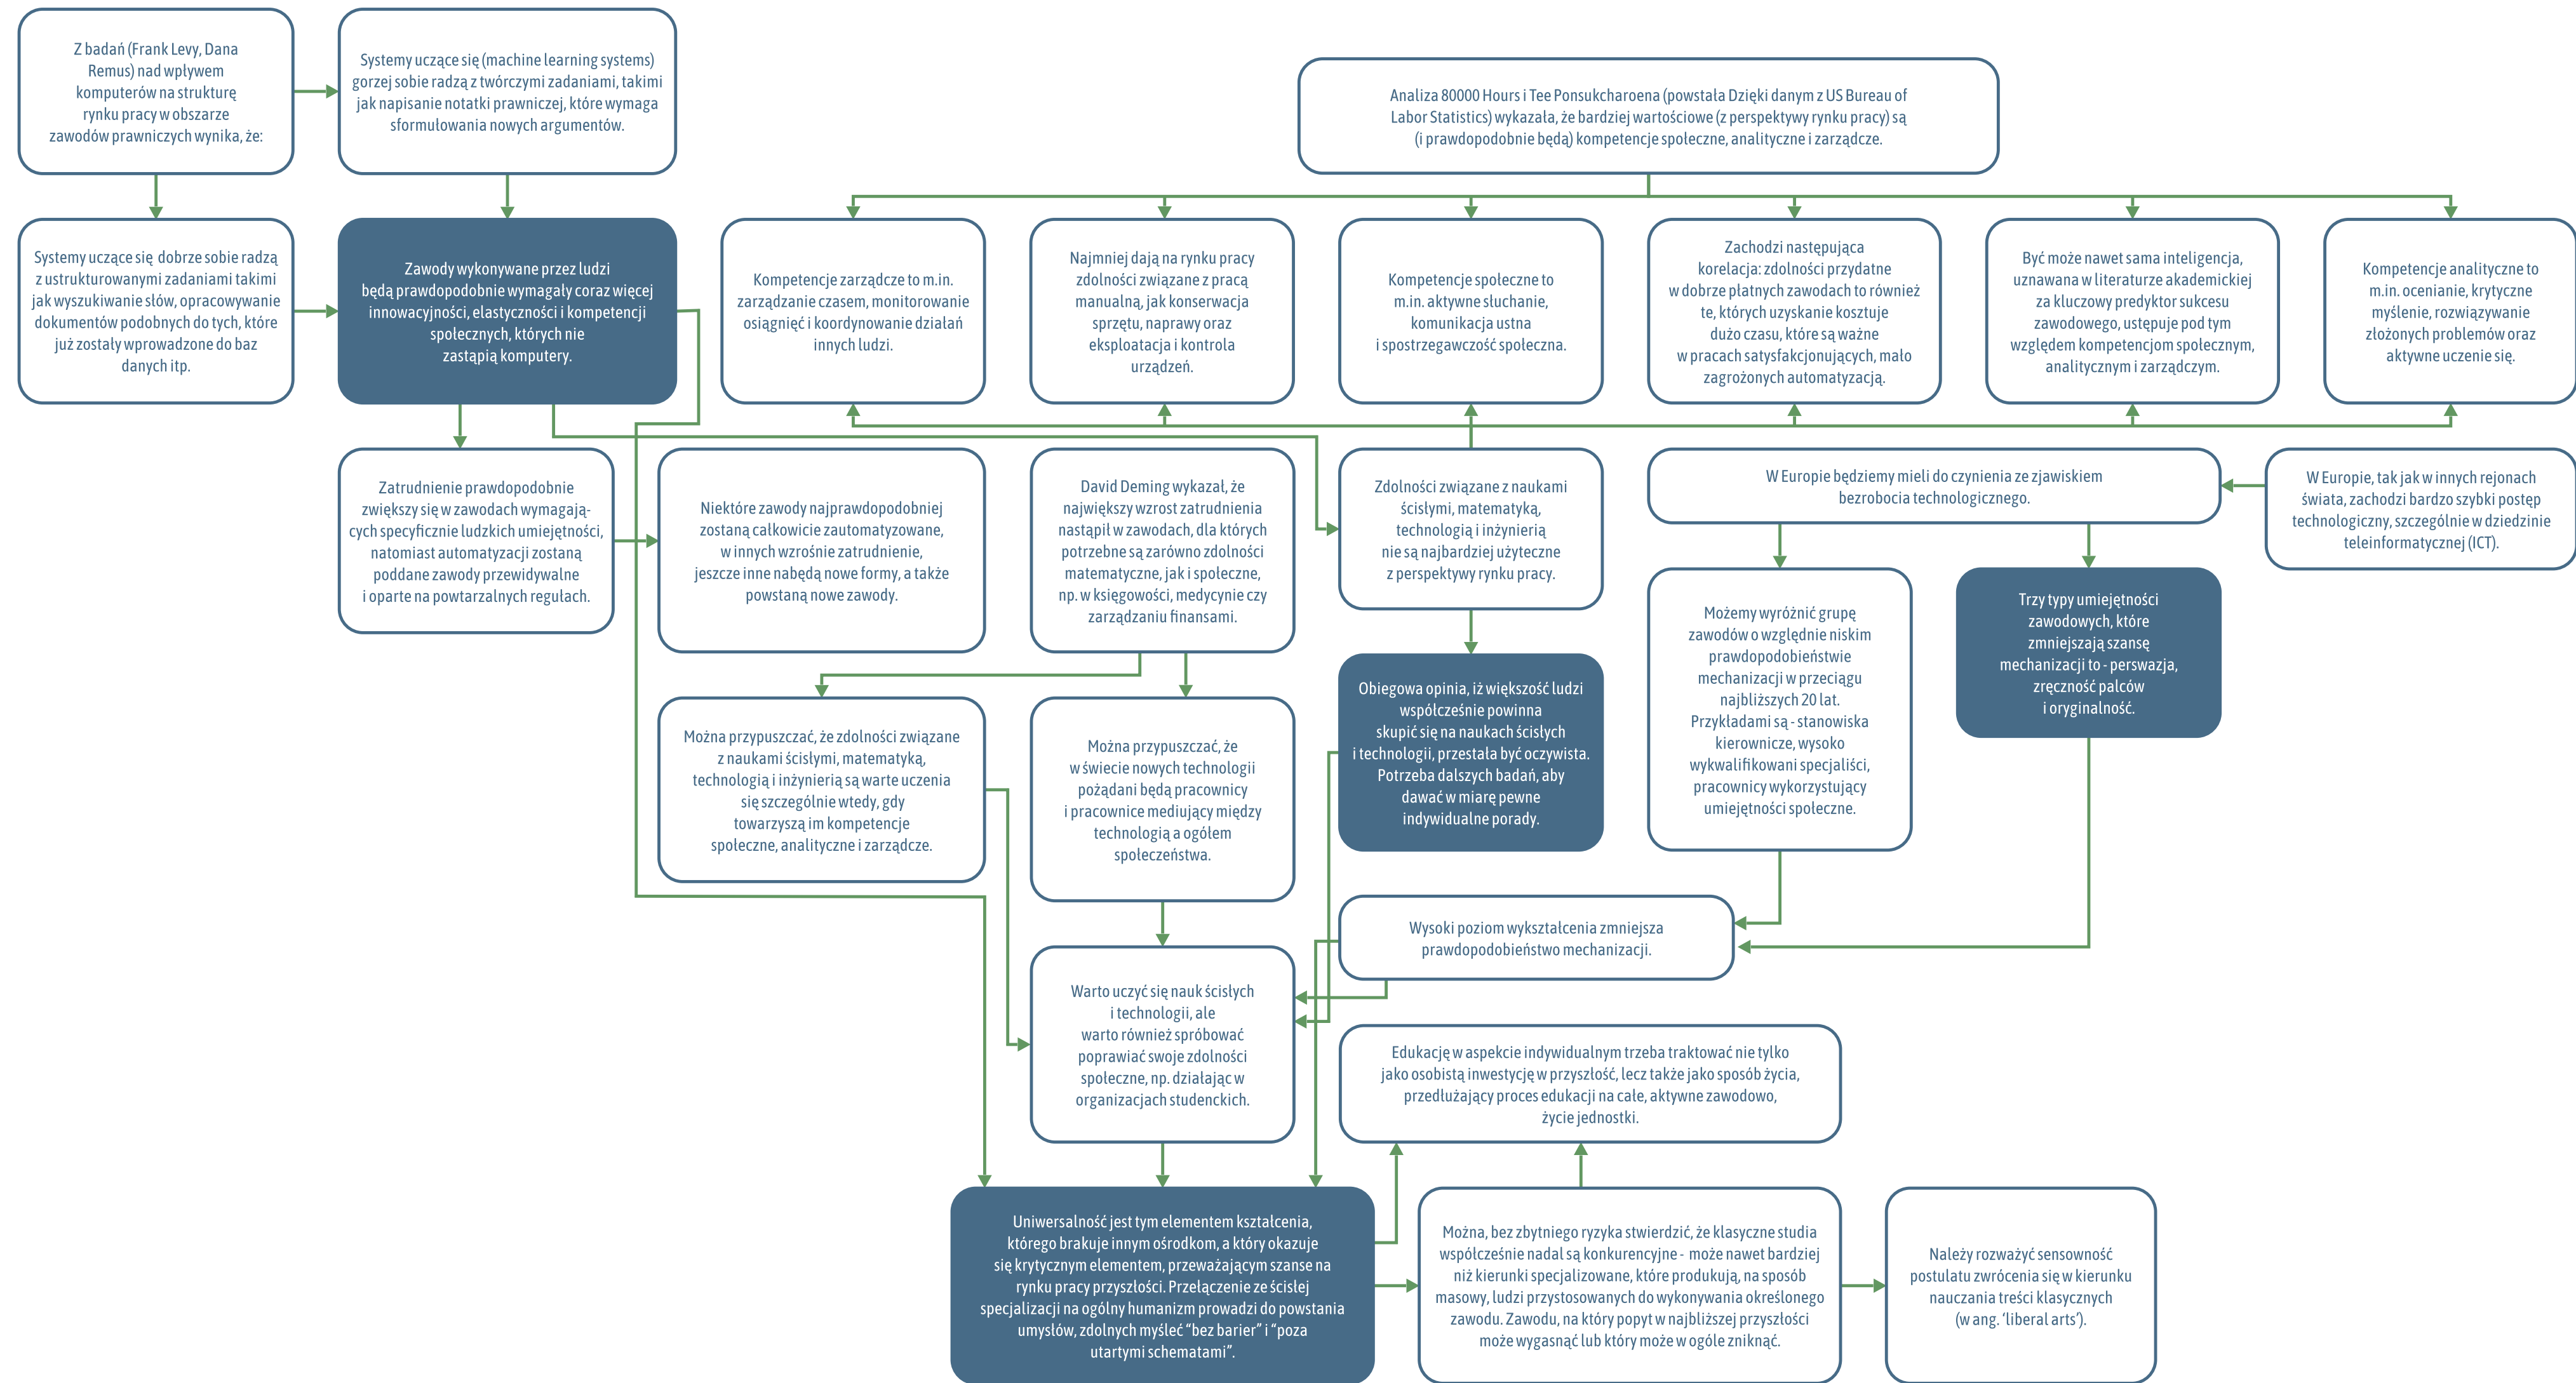 Z badań (Frank Levy, Dana
Remus) nad wpływem
komputerów na strukturę
rynku pracy w obszarze
zawodów prawniczych wynika, że:
Systemy uczące się (machine learning systems)
gorzej sobie radzą z twórczymi zadaniami, takimi
jak napisanie notatki prawniczej, które wymaga
sformułowania nowych argumentów.
Analiza 80000 Hours i Tee Ponsukcharoena (powstała Dzięki danym z US Bureau of
Labor Statistics) wykazała, że bardziej wartościowe (z perspektywy rynku pracy) są
(i prawdopodobnie będą) kompetencje społeczne, analityczne i zarządcze.
Systemy uczące się dobrze sobie radzą
z ustrukturowanymi zadaniami takimi
jak wyszukiwanie słów, opracowywanie
dokumentów podobnych do tych, które
już zostały wprowadzone do baz
danych itp.
Zawody wykonywane przez ludzi
będą prawdopodobnie wymagały coraz więcej
innowacyjności, elastyczności i kompetencji
społecznych, których nie
zastąpią komputery.
Kompetencje zarządcze to m.in.
zarządzanie czasem, monitorowanie
osiągnięć i koordynowanie działań
innych ludzi.
Najmniej dają na rynku pracy
zdolności związane z pracą
manualną, jak konserwacja
sprzętu, naprawy oraz
eksploatacja i kontrola
urządzeń.
Kompetencje społeczne to
m.in. aktywne słuchanie,
komunikacja ustna
i spostrzegawczość społeczna.
Zachodzi następująca
korelacja: zdolności przydatne
w dobrze płatnych zawodach to również
te, których uzyskanie kosztuje
dużo czasu, które są ważne
w pracach satysfakcjonujących, mało
zagrożonych automatyzacją.
Być może nawet sama inteligencja,
uznawana w literaturze akademickiej
za kluczowy predyktor sukcesu
zawodowego, ustępuje pod tym
względem kompetencjom społecznym,
analitycznym i zarządczym.
Kompetencje analityczne to
m.in. ocenianie, krytyczne
myślenie, rozwiązywanie
złożonych problemów oraz
aktywne uczenie się.
Zatrudnienie prawdopodobnie
zwiększy się w zawodach wymagają-
cych specyficznie ludzkich umiejętności,
natomiast automatyzacji zostaną
poddane zawody przewidywalne
i oparte na powtarzalnych regułach.
Niektóre zawody najprawdopodobniej
zostaną całkowicie zautomatyzowane,
w innych wzrośnie zatrudnienie,
jeszcze inne nabędą nowe formy, a także
powstaną nowe zawody.
David Deming wykazał, że
największy wzrost zatrudnienia
nastąpił w zawodach, dla których
potrzebne są zarówno zdolności
matematyczne, jak i społeczne,
np. w księgowości, medycynie czy
zarządzaniu finansami.
Zdolności związane z naukami
ścisłymi, matematyką,
technologią i inżynierią
nie są najbardziej użyteczne
z perspektywy rynku pracy.
W Europie będziemy mieli do czynienia ze zjawiskiem
bezrobocia technologicznego.
W Europie, tak jak w innych rejonach
świata, zachodzi bardzo szybki postęp
technologiczny, szczególnie w dziedzinie
teleinformatycznej (ICT).
Możemy wyróżnić grupę
zawodów o względnie niskim
prawdopodobieństwie
mechanizacji w przeciągu
najbliższych 20 lat.
Przykładami są - stanowiska
kierownicze, wysoko
wykwalifikowani specjaliści,
pracownicy wykorzystujący
umiejętności społeczne.
Trzy typy umiejętności
zawodowych, które
zmniejszają szansę
mechanizacji to - perswazja,
zręczność palców
i oryginalność.
Można przypuszczać, że zdolności związane
z naukami ścisłymi, matematyką,
technologią i inżynierią są warte uczenia
się szczególnie wtedy, gdy
towarzyszą im kompetencje
społeczne, analityczne i zarządcze.
Można przypuszczać, że
w świecie nowych technologii
pożądani będą pracownicy
i pracownice mediujący między
technologią a ogółem
społeczeństwa.
Obiegowa opinia, iż większość ludzi
współcześnie powinna
skupić się na naukach ścisłych
i technologii, przestała być oczywista.
Potrzeba dalszych badań, aby
dawać w miarę pewne
indywidualne porady.
Wysoki poziom wykształcenia zmniejsza
prawdopodobieństwo mechanizacji.
Warto uczyć się nauk ścisłych
i technologii, ale
warto również spróbować
poprawiać swoje zdolności
społeczne, np. działając w
organizacjach studenckich.
Edukację w aspekcie indywidualnym trzeba traktować nie tylko
jako osobistą inwestycję w przyszłość, lecz także jako sposób życia,
przedłużający proces edukacji na całe, aktywne zawodowo,
życie jednostki.
Uniwersalność jest tym elementem kształcenia,
którego brakuje innym ośrodkom, a który okazuje
się krytycznym elementem, przeważającym szanse na
rynku pracy przyszłości. Przełączenie ze ścisłej
specjalizacji na ogólny humanizm prowadzi do powstania
umysłów, zdolnych myśleć “bez barier” i “poza
utartymi schematami”.
Można, bez zbytniego ryzyka stwierdzić, że klasyczne studia
współcześnie nadal są konkurencyjne - może nawet bardziej
niż kierunki specjalizowane, które produkują, na sposób
masowy, ludzi przystosowanych do wykonywania określonego
zawodu. Zawodu, na który popyt w najbliższej przyszłości
może wygasnąć lub który może w ogóle zniknąć.
Należy rozważyć sensowność
postulatu zwrócenia się w kierunku
nauczania treści klasycznych
(w ang. ‘liberal arts‘).